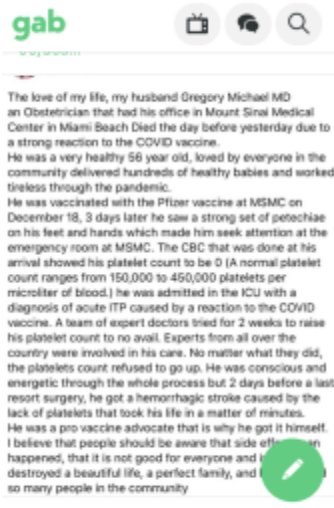 gab
The love of my life, my husband Gregory Michael MD
an Obstetrician that had his office in Mount Sinai Medical
Center in Miami Beach Died the day before yesterday due to
a strong reaction to the COVID vaccine.
He was a very healthy 56 year old, loved by everyone in the
community delivered hundreds of healthy babies and worked
tireless through the pandemic.
He was vaccinated with the Pfizer vaccine at MSMC on
December 18, 3 days later he saw a strong set of petechiae
on his feet and hands which made him seek attention at the
emergency room at MSMC. The CBC that was done at his
arrival showed his platelet count to be 0 (A normal platelet
count ranges from 150,000 to 450,000 platelets per
microliter of blood.) he was admitted in the ICU with a
diagnosis of acute ITP caused by a reaction to the COVID
vaccine. A team of expert doctors tried for 2 weeks to raise
his platelet count to no avail. Experts from all over the
country were involved in his care. No matter what they did,
the platelets count refused to go up. He was conscious and
energetic through the whole process but 2 days before a last
resort surgery, he got a hemorrhagic stroke caused by the
lack of platelets that took his life in a matter of minutes.
He was a pro vaccine advocate that is why he got it himself.
I believe that people should be aware that side can
happened, that it is not good for everyone and
destroyed a beautiful life, a perfect family, and
so many people in the community